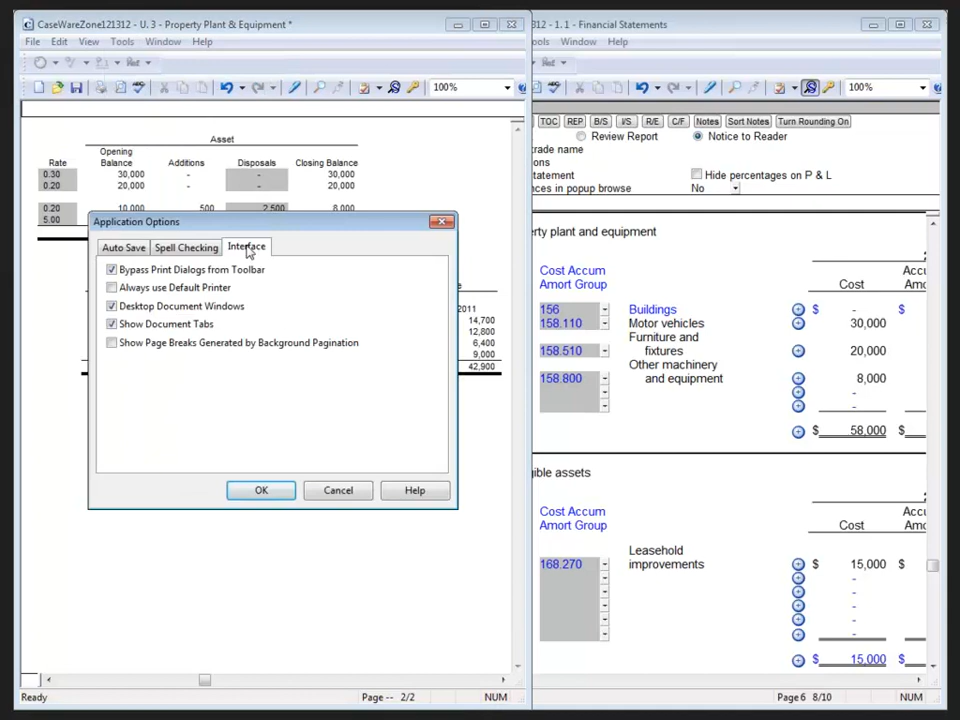 CaseWareZone121312 - U. 3 - Property Plant & Equipment *
File Edit View Tools Window Help
100%
Asset
Opening
Rate Balance Additions Disposals Closing Balance
0.30 30,000 - - 30,000
0.20 20,000 - - 20,000
0.20 10,000 500 2,500 8,000
5.00
Application Options
Auto Save Spell Checking Interface
Bypass Print Dialogs from Toolbar
Always use Default Printer
Desktop Document Windows
Show Document Tabs
Show Page Breaks Generated by Background Pagination
OK Cancel Help
2011
14,700
12,800
6,400
9,000
42,900
Ready Page -- 2/2 NUM
312 - 1. 1 - Financial Statements
ools Window Help
100%
TOC REP B/S I/S R/E C/F Notes Sort Notes Turn Rounding On
Review Report Notice to Reader
trade name
ions
statement Hide percentages on P & L
nces in popup browse No
erty plant and equipment
Cost Accum Accu
Amort Group Cost Amo
156 Buildings $ - $
158.110 Motor vehicles 30,000
Furniture and
158.510 fixtures 20,000
Other machinery
158.800 and equipment 8,000
-
-
$ 58,000 $
gible assets
Cost Accum Accu
Amort Group Cost Amo
Leasehold
168.270 improvements $ 15,000 $
-
-
-
-
-
$ 15,000 $
Page 6 8/10 NUM